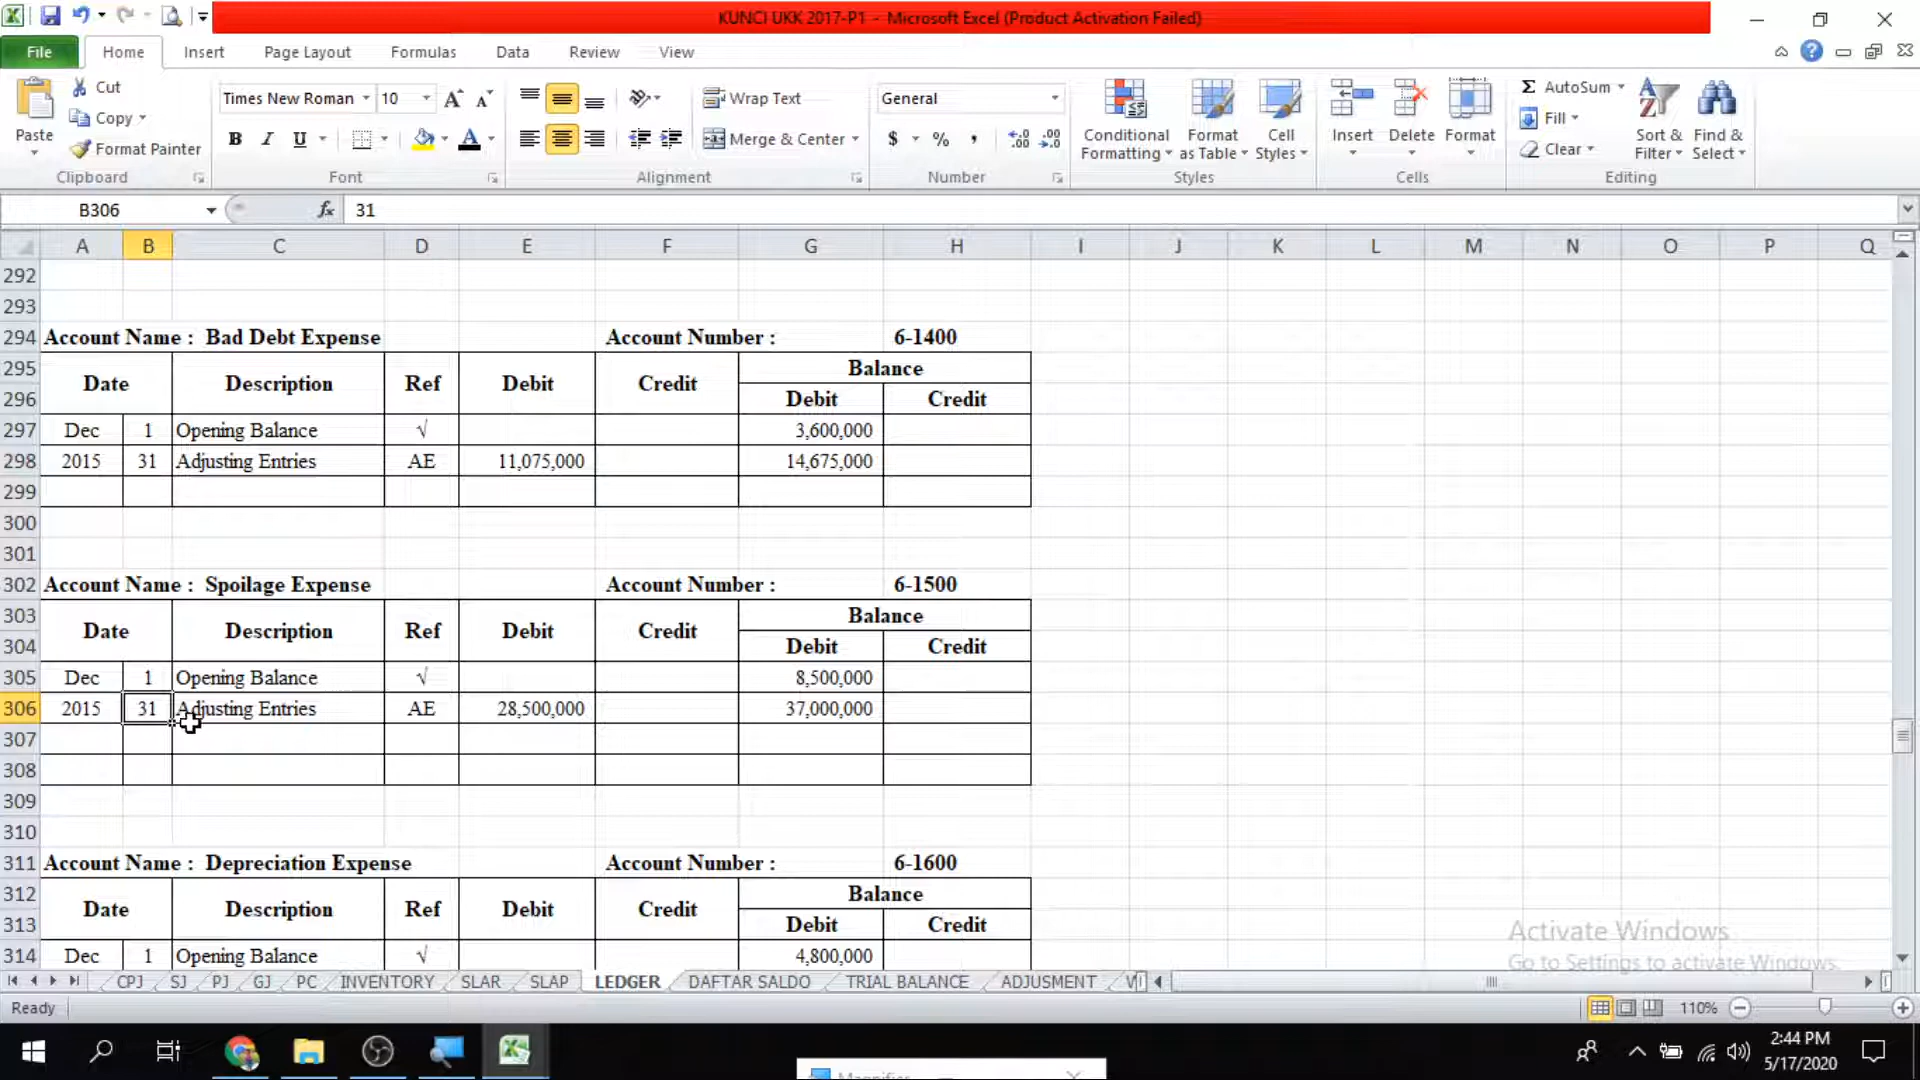 KUNCI UKK 2017-P1 - Microsoft Excel (Product Activation Failed)
File Home Insert Page Layout Formulas Data Review View
Cut
Copy
Format Painter
Paste
Clipboard
Times New Roman 10
B I U
Font
Wrap Text
Merge & Center
Alignment
General
$ % ,
Number
Conditional Formatting
Format as Table
Cell Styles
Styles
Insert Delete Format
Cells
AutoSum
Fill
Clear
Sort & Filter
Find & Select
Editing
B306 fx 31
A B C D E F G H I J K L M N O P Q
292
293
294 Account Name : Bad Debt Expense Account Number : 6-1400
295 Date Description Ref Debit Credit Balance
296 Debit Credit
297 Dec 1 Opening Balance √ 3,600,000
298 2015 31 Adjusting Entries AE 11,075,000 14,675,000
299
300
301
302 Account Name : Spoilage Expense Account Number : 6-1500
303 Date Description Ref Debit Credit Balance
304 Debit Credit
305 Dec 1 Opening Balance √ 8,500,000
306 2015 31 Adjusting Entries AE 28,500,000 37,000,000
307
308
309
310
311 Account Name : Depreciation Expense Account Number : 6-1600
312 Date Description Ref Debit Credit Balance
313 Debit Credit
314 Dec 1 Opening Balance √ 4,800,000
Activate Windows
Go to Settings to activate Windows.
CPJ SJ PJ GJ PC INVENTORY SLAR SLAP LEDGER DAFTAR SALDO TRIAL BALANCE ADJUSMENT
Ready 110%
2:44 PM
5/17/2020